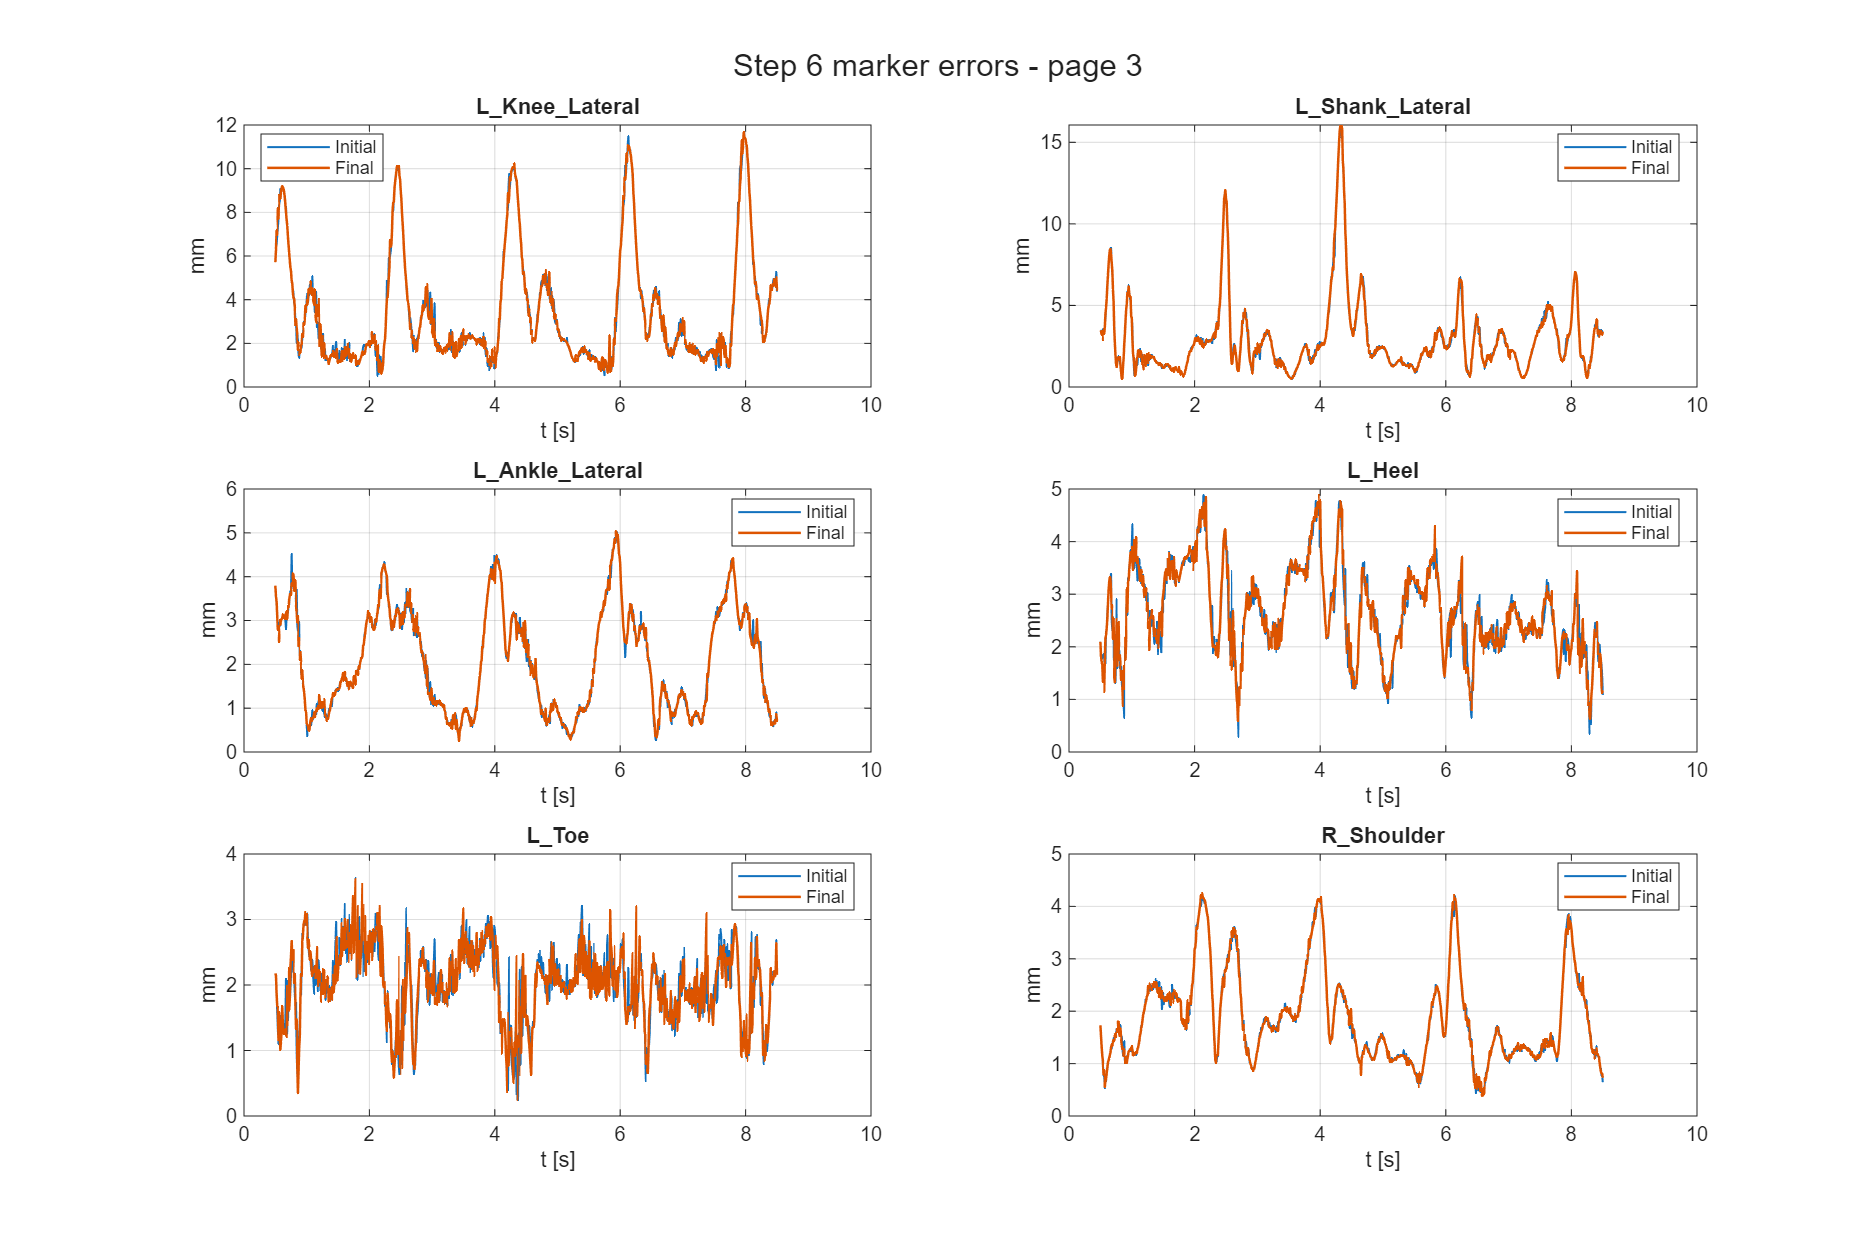 Step 6 marker errors - page 3
L_Knee_Lateral
Initial
Final
mm
0
2
4
6
8
10
12
0 2 4 6 8 10
t [s]
L_Shank_Lateral
Initial
Final
mm
0
5
10
15
0 2 4 6 8 10
t [s]
L_Ankle_Lateral
Initial
Final
mm
0
1
2
3
4
5
6
0 2 4 6 8 10
t [s]
L_Heel
Initial
Final
mm
0
1
2
3
4
5
0 2 4 6 8 10
t [s]
L_Toe
Initial
Final
mm
0
1
2
3
4
0 2 4 6 8 10
t [s]
R_Shoulder
Initial
Final
mm
0
1
2
3
4
5
0 2 4 6 8 10
t [s]